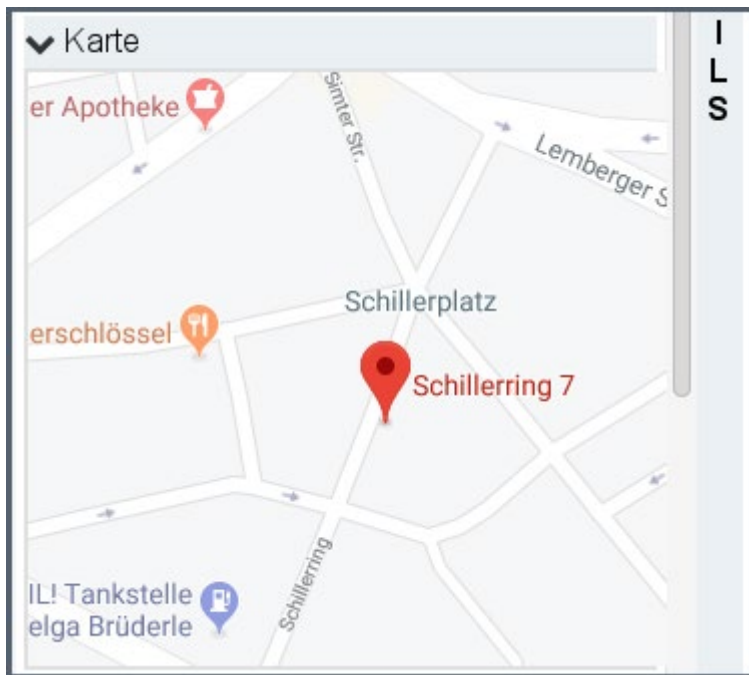 Karte
I
L
S
er Apotheke
Simter Str.
Lemberger S
Schillerplatz
erschlössel
Schillerring 7
Schillerring
IL! Tankstelle
elga Brüderle